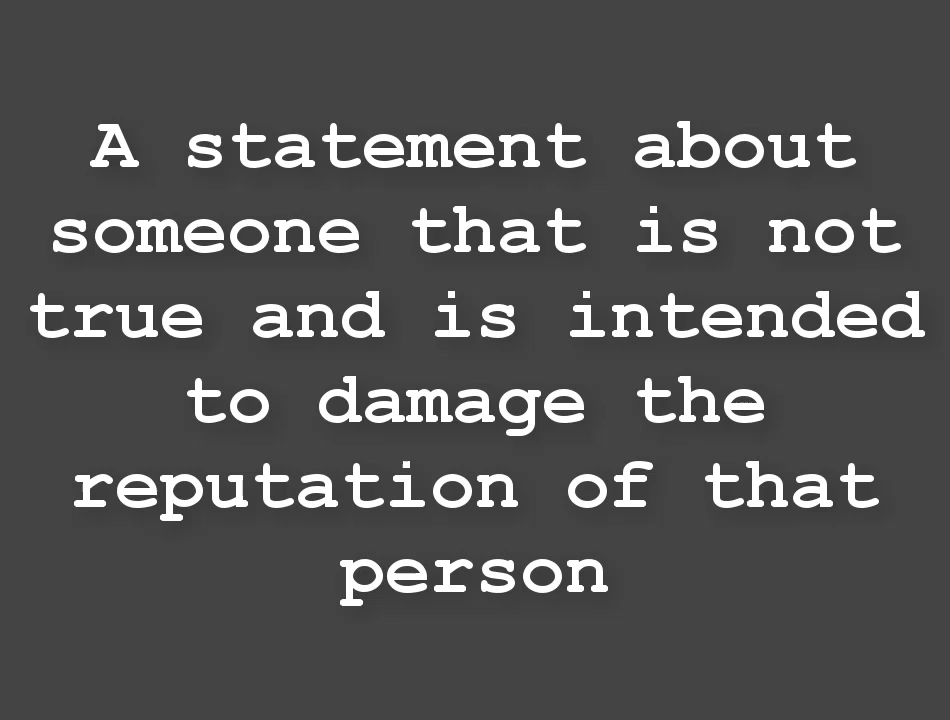 A statement about
someone that is not
true and is intended
to damage the
reputation of that
person